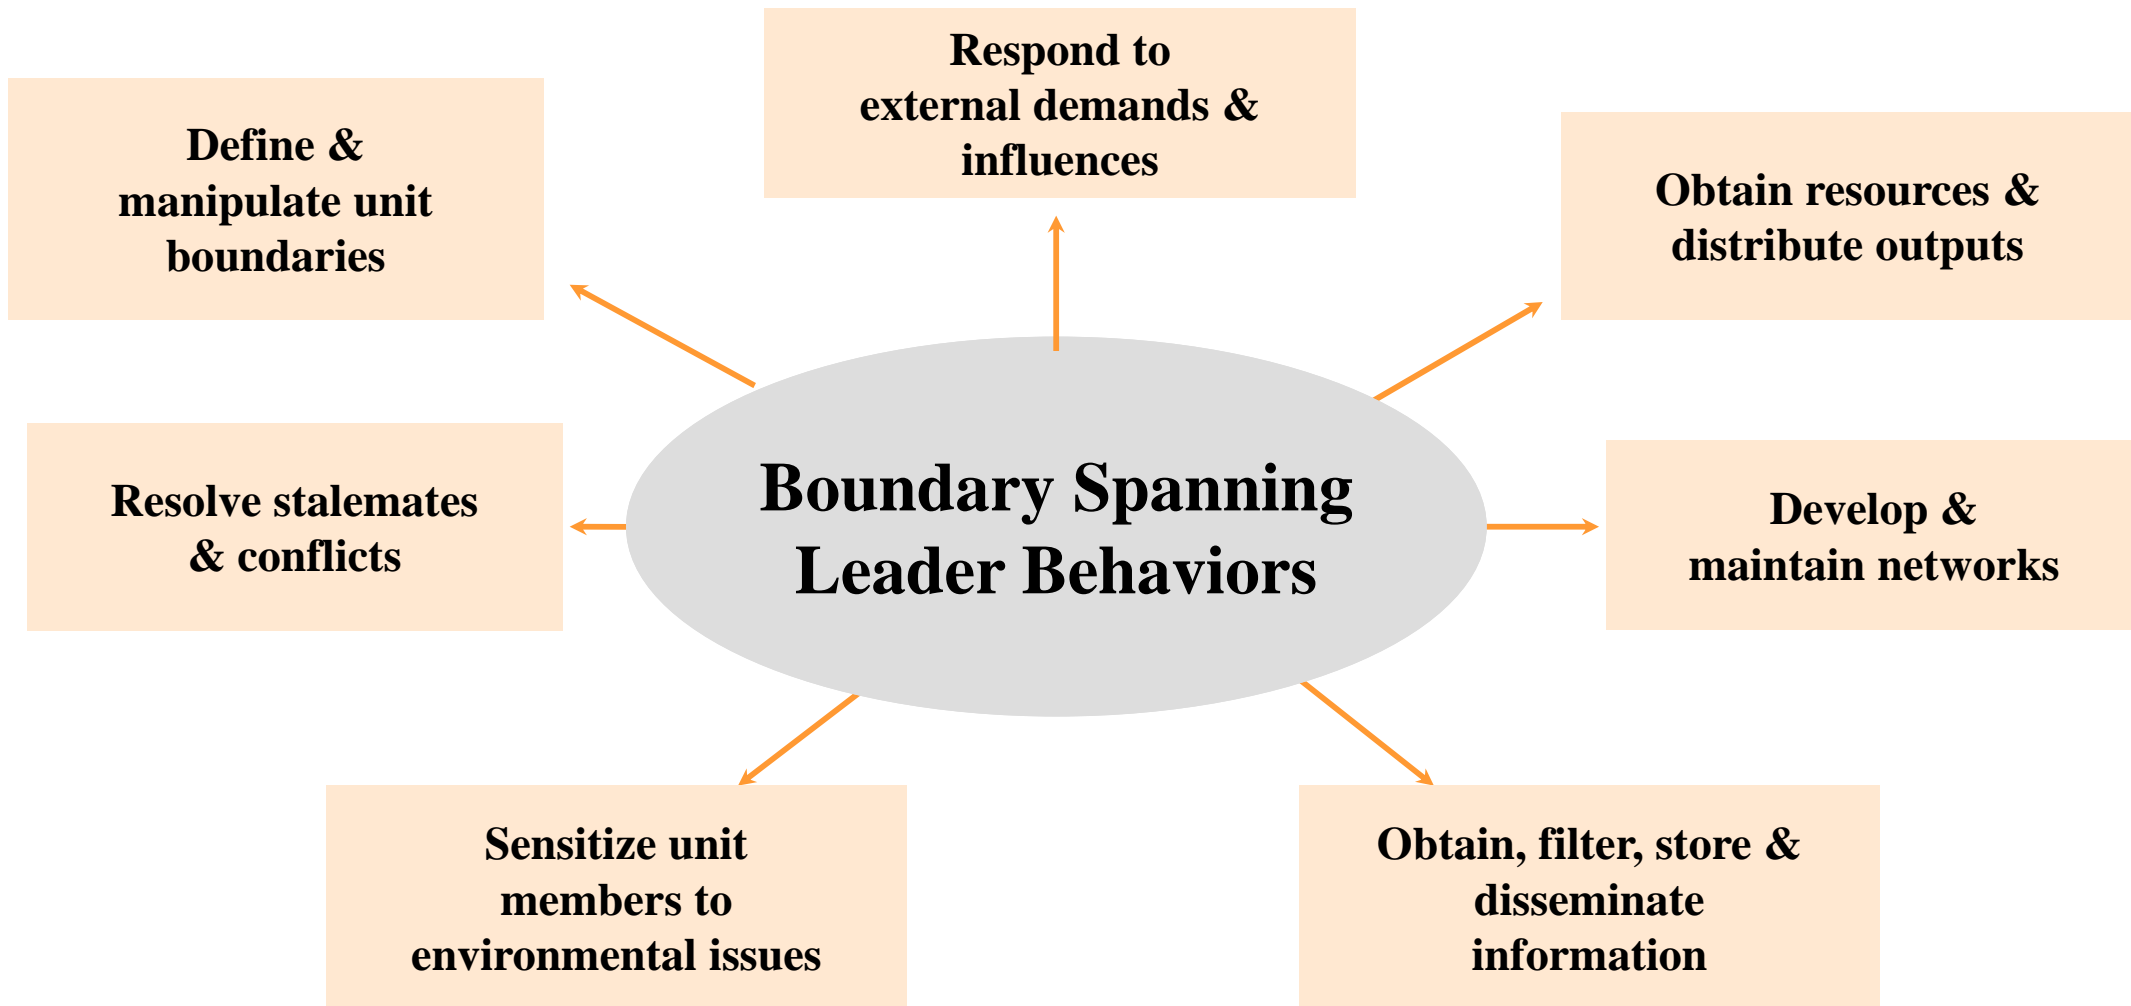 Respond to
external demands &
influences
Define &
manipulate unit
boundaries
Obtain resources &
distribute outputs
Resolve stalemates
& conflicts
Boundary Spanning
Leader Behaviors
Develop &
maintain networks
Sensitize unit
members to
environmental issues
Obtain, filter, store &
disseminate
information